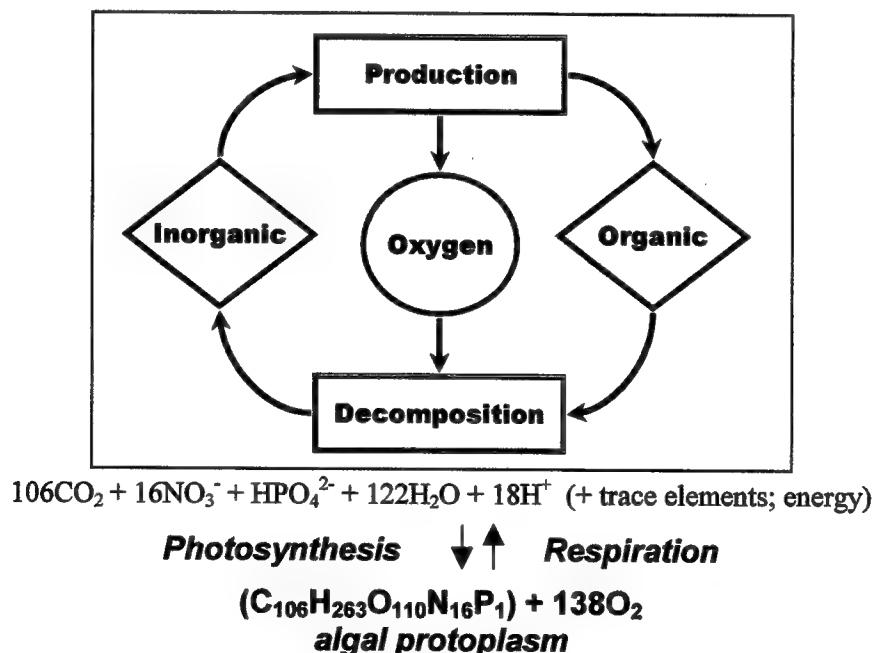 Production
Inorganic
Oxygen
Organic
Decomposition
106CO₂ + 16NO₃⁻ + HPO₄²⁻ + 122H₂O + 18H⁺ (+ trace elements; energy)
Photosynthesis ↓↑ Respiration
(C₁₀₆H₂₆₃O₁₁₀N₁₆P₁) + 138O₂
algal protoplasm